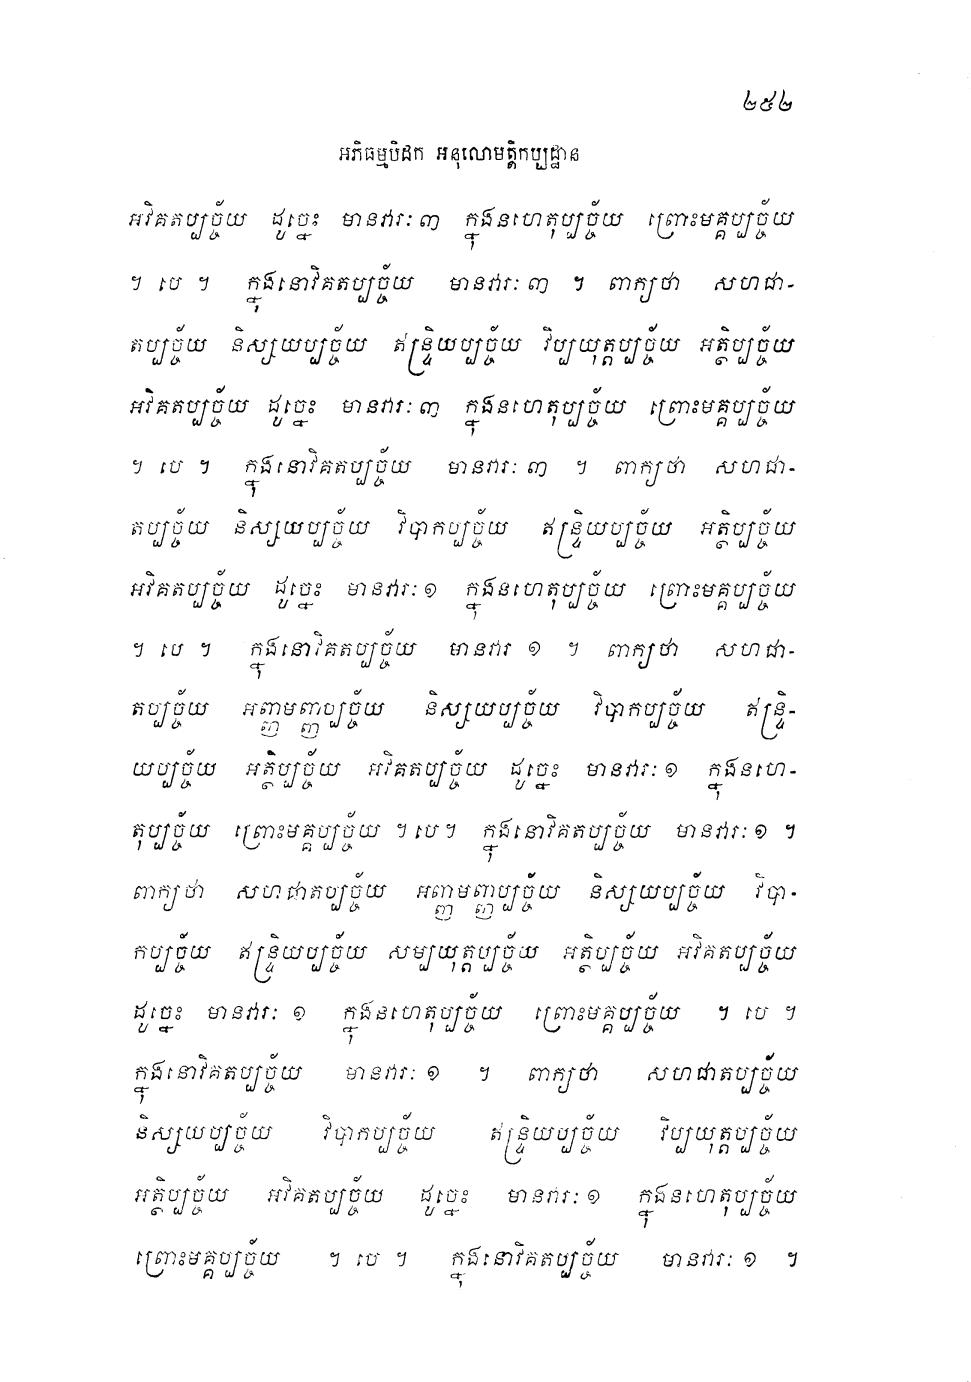 ២៥២
អភិធម្មបិដក អនុលោមត្តិកប្បដ្ឋាន
អវិគតប្បច្ច័យ ដូច្នេះ មានវារៈ ៣ ក្នុងនហេតុប្បច្ច័យ ព្រោះមគ្គប្បច្ច័យ
។ បេ ។ ក្នុងនោវិគតប្បច្ច័យ មានវារៈ ៣ ។ ពាក្យថា សហជា-
តប្បច្ច័យ និស្សយប្បច្ច័យ ឥន្ទ្រិយប្បច្ច័យ វិប្បយុត្តប្បច្ច័យ អត្ថិប្បច្ច័យ
អវិគតប្បច្ច័យ ដូច្នេះ មានវារៈ ៣ ក្នុងនហេតុប្បច្ច័យ ព្រោះមគ្គប្បច្ច័យ
។ បេ ។ ក្នុងនោវិគតប្បច្ច័យ មានវារៈ ៣ ។ ពាក្យថា សហជា-
តប្បច្ច័យ និស្សយប្បច្ច័យ វិបាកប្បច្ច័យ ឥន្ទ្រិយប្បច្ច័យ អត្ថិប្បច្ច័យ
អវិគតប្បច្ច័យ ដូច្នេះ មានវារៈ ១ ក្នុងនហេតុប្បច្ច័យ ព្រោះមគ្គប្បច្ច័យ
។ បេ ។ ក្នុងនោវិគតប្បច្ច័យ មានវារ ១ ។ ពាក្យថា សហជា-
តប្បច្ច័យ អញ្ញមញ្ញប្បច្ច័យ និស្សយប្បច្ច័យ វិបាកប្បច្ច័យ ឥន្ទ្រិ-
យប្បច្ច័យ អត្ថិប្បច្ច័យ អវិគតប្បច្ច័យ ដូច្នេះ មានវារៈ ១ ក្នុងនហេ-
តុប្បច្ច័យ ព្រោះមគ្គប្បច្ច័យ ។ បេ ។ ក្នុងនោវិគតប្បច្ច័យ មានវារៈ ១ ។
ពាក្យថា សហជាតប្បច្ច័យ អញ្ញមញ្ញប្បច្ច័យ និស្សយប្បច្ច័យ វិបា-
កប្បច្ច័យ ឥន្ទ្រិយប្បច្ច័យ សម្បយុត្តប្បច្ច័យ អត្ថិប្បច្ច័យ អវិគតប្បច្ច័យ
ដូច្នេះ មានវារៈ ១ ក្នុងនហេតុប្បច្ច័យ ព្រោះមគ្គប្បច្ច័យ ។ បេ ។
ក្នុងនោវិគតប្បច្ច័យ មានវារៈ ១ ។ ពាក្យថា សហជាតប្បច្ច័យ
និស្សយប្បច្ច័យ វិបាកប្បច្ច័យ ឥន្ទ្រិយប្បច្ច័យ វិប្បយុត្តប្បច្ច័យ
អត្ថិប្បច្ច័យ អវិគតប្បច្ច័យ ដូច្នេះ មានវារៈ ១ ក្នុងនហេតុប្បច្ច័យ
ព្រោះមគ្គប្បច្ច័យ ។ បេ ។ ក្នុងនោវិគតប្បច្ច័យ មានវារៈ ១ ។